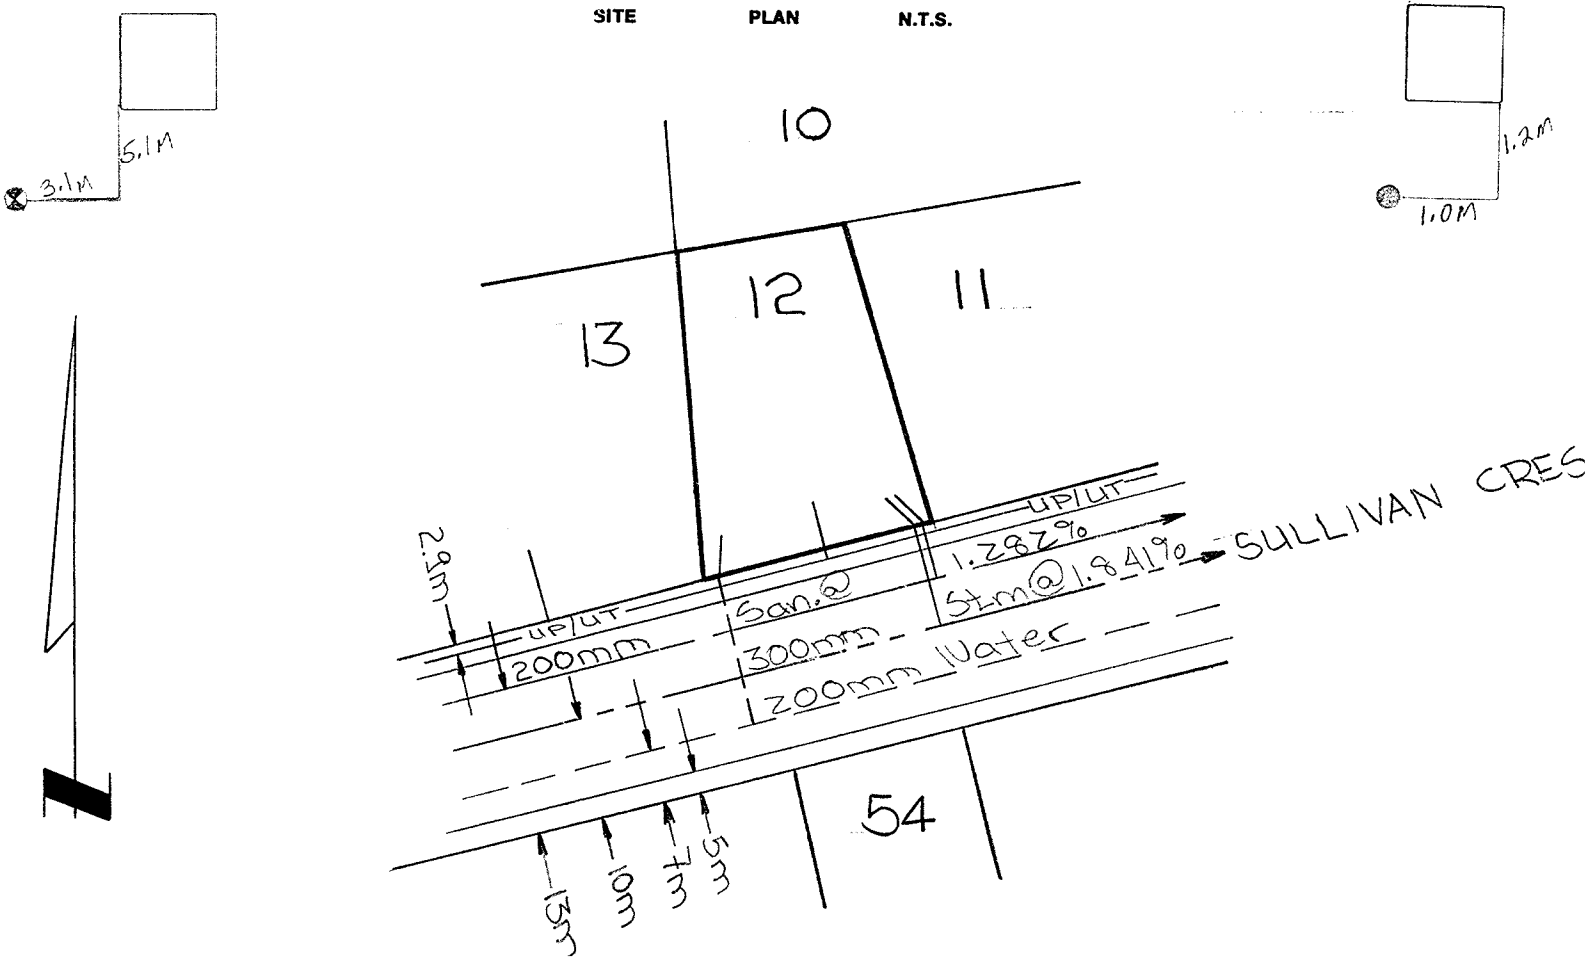 SITE PLAN N.T.S.
5.1M
3.1M
1.2M
1.0M
10
12
11
13
SULLIVAN CRES
UP/UT
1.282%
2.9m
San.@
Stm@1.841%
UP/UT
200mm
300mm
200mm Water
54
5m
7m
10m
13m